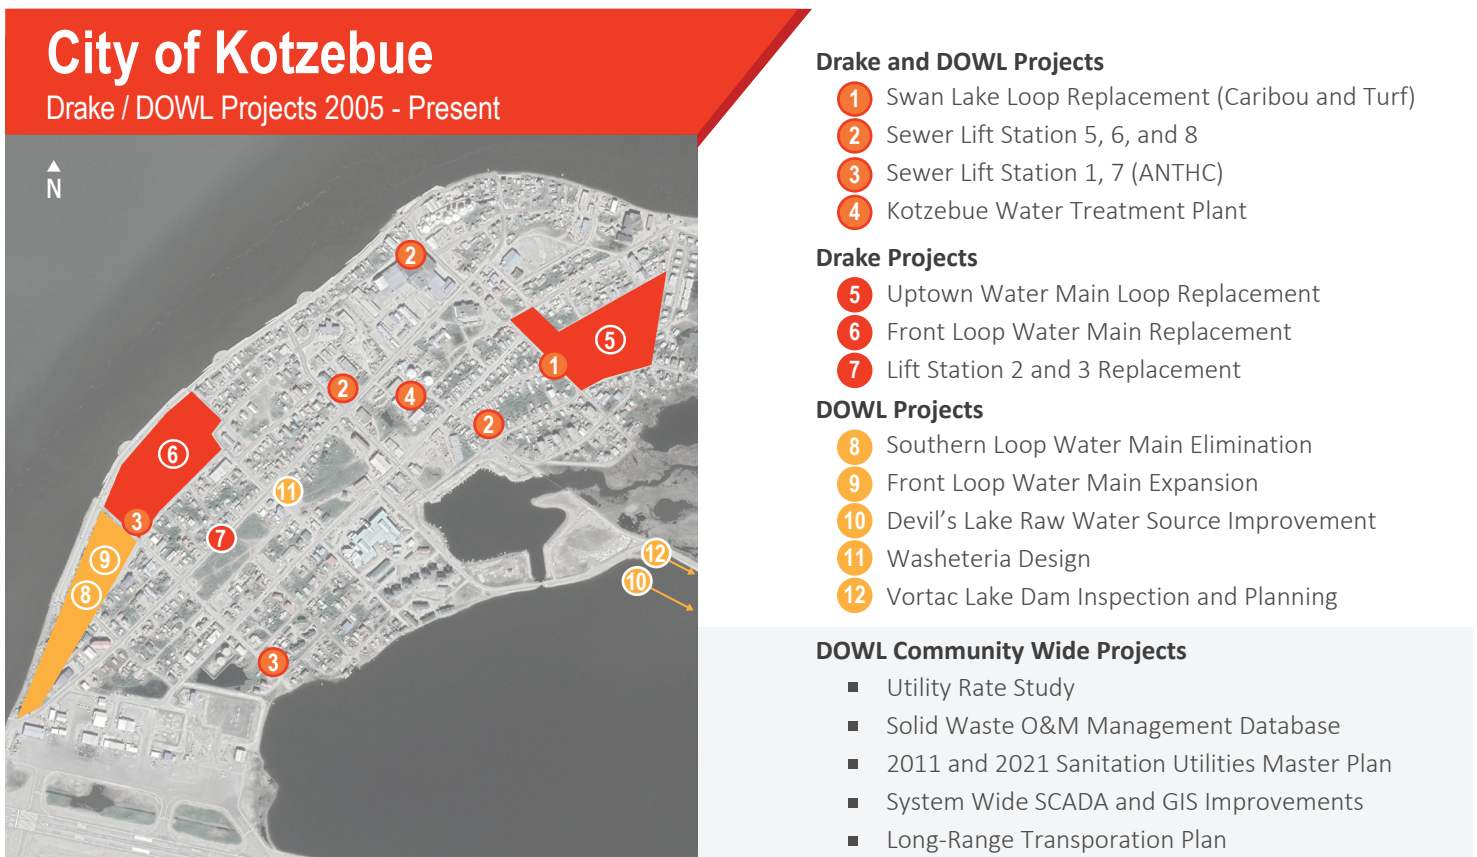 City of Kotzebue
Drake / DOWL Projects 2005 - Present
N
2
5
1
2
4
2
6
11
3
7
9
12
8
10
3
Drake and DOWL Projects
1 Swan Lake Loop Replacement (Caribou and Turf)
2 Sewer Lift Station 5, 6, and 8
3 Sewer Lift Station 1, 7 (ANTHC)
4 Kotzebue Water Treatment Plant
Drake Projects
5 Uptown Water Main Loop Replacement
6 Front Loop Water Main Replacement
7 Lift Station 2 and 3 Replacement
DOWL Projects
8 Southern Loop Water Main Elimination
9 Front Loop Water Main Expansion
10 Devil's Lake Raw Water Source Improvement
11 Washeteria Design
12 Vortac Lake Dam Inspection and Planning
DOWL Community Wide Projects
▪ Utility Rate Study
▪ Solid Waste O&M Management Database
▪ 2011 and 2021 Sanitation Utilities Master Plan
▪ System Wide SCADA and GIS Improvements
▪ Long-Range Transporation Plan